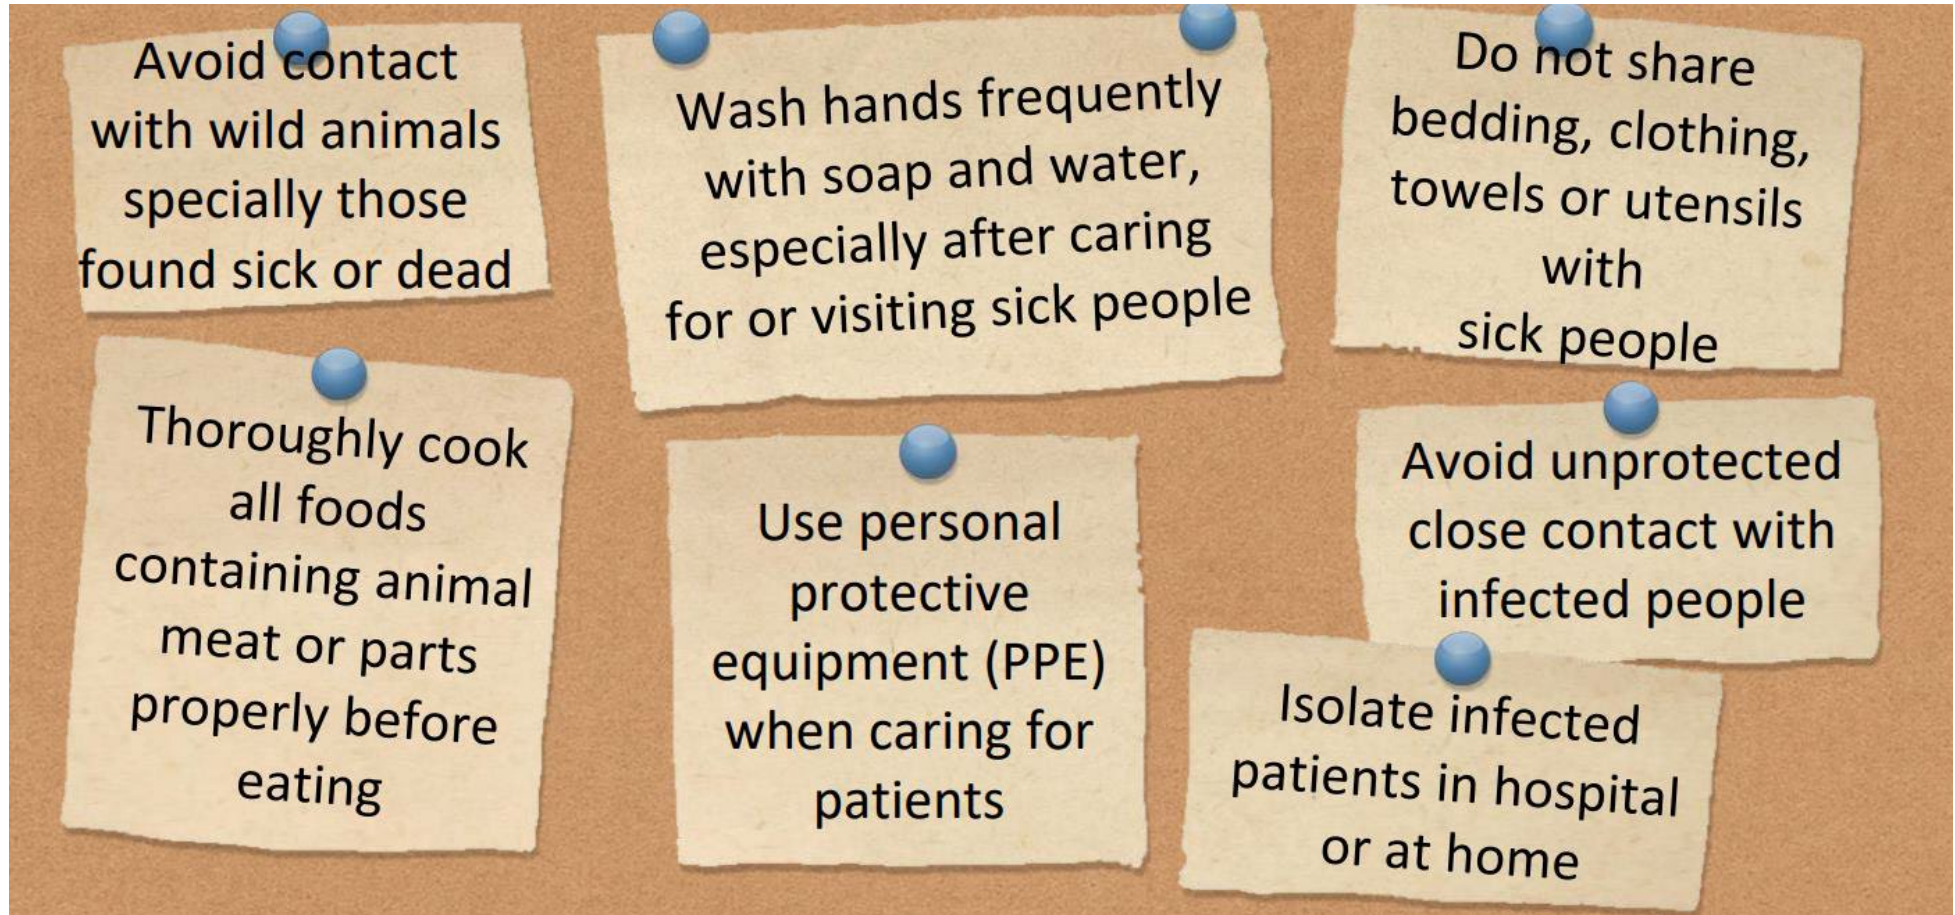 Avoid contact
with wild animals
specially those
found sick or dead
Wash hands frequently
with soap and water,
especially after caring
for or visiting sick people
Do not share
bedding, clothing,
towels or utensils
with
sick people
Thoroughly cook
all foods
containing animal
meat or parts
properly before
eating
Use personal
protective
equipment (PPE)
when caring for
patients
Avoid unprotected
close contact with
infected people
Isolate infected
patients in hospital
or at home